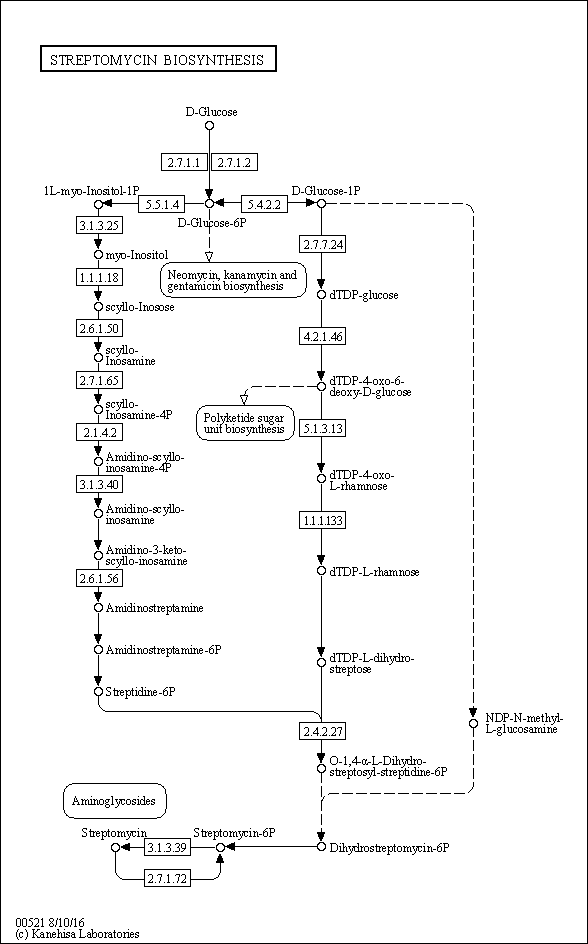 STREPTOMYCIN BIOSYNTHESIS
D-Glucose
2.7.1.1
2.7.1.2
1L-myo-Inositol-1P
5.5.1.4
D-Glucose-6P
5.4.2.2
D-Glucose-1P
3.1.3.25
myo-Inositol
1.1.1.18
scyllo-Inosose
2.6.1.50
scyllo-
Inosamine
2.7.1.65
scyllo-
Inosamine-4P
2.1.4.2
Amidino-scyllo-
inosamine-4P
3.1.3.40
Amidino-scyllo-
inosamine
Amidino-3-keto-
scyllo-inosamine
2.6.1.56
Amidinostreptamine
Amidinostreptamine-6P
Streptidine-6P
Neomycin, kanamycin and
gentamicin biosynthesis
2.7.7.24
dTDP-glucose
4.2.1.46
dTDP-4-oxo-6-
deoxy-D-glucose
Polyketide sugar
unit biosynthesis
5.1.3.13
dTDP-4-oxo-
L-rhamnose
1.1.1.133
dTDP-L-rhamnose
dTDP-L-dihydro-
streptose
NDP-N-methyl-
L-glucosamine
2.4.2.27
O-1,4-α-L-Dihydro-
streptosyl-streptidine-6P
Aminoglycosides
Streptomycin
3.1.3.39
Streptomycin-6P
Dihydrostreptomycin-6P
2.7.1.72
00521 8/10/16
(c) Kanehisa Laboratories